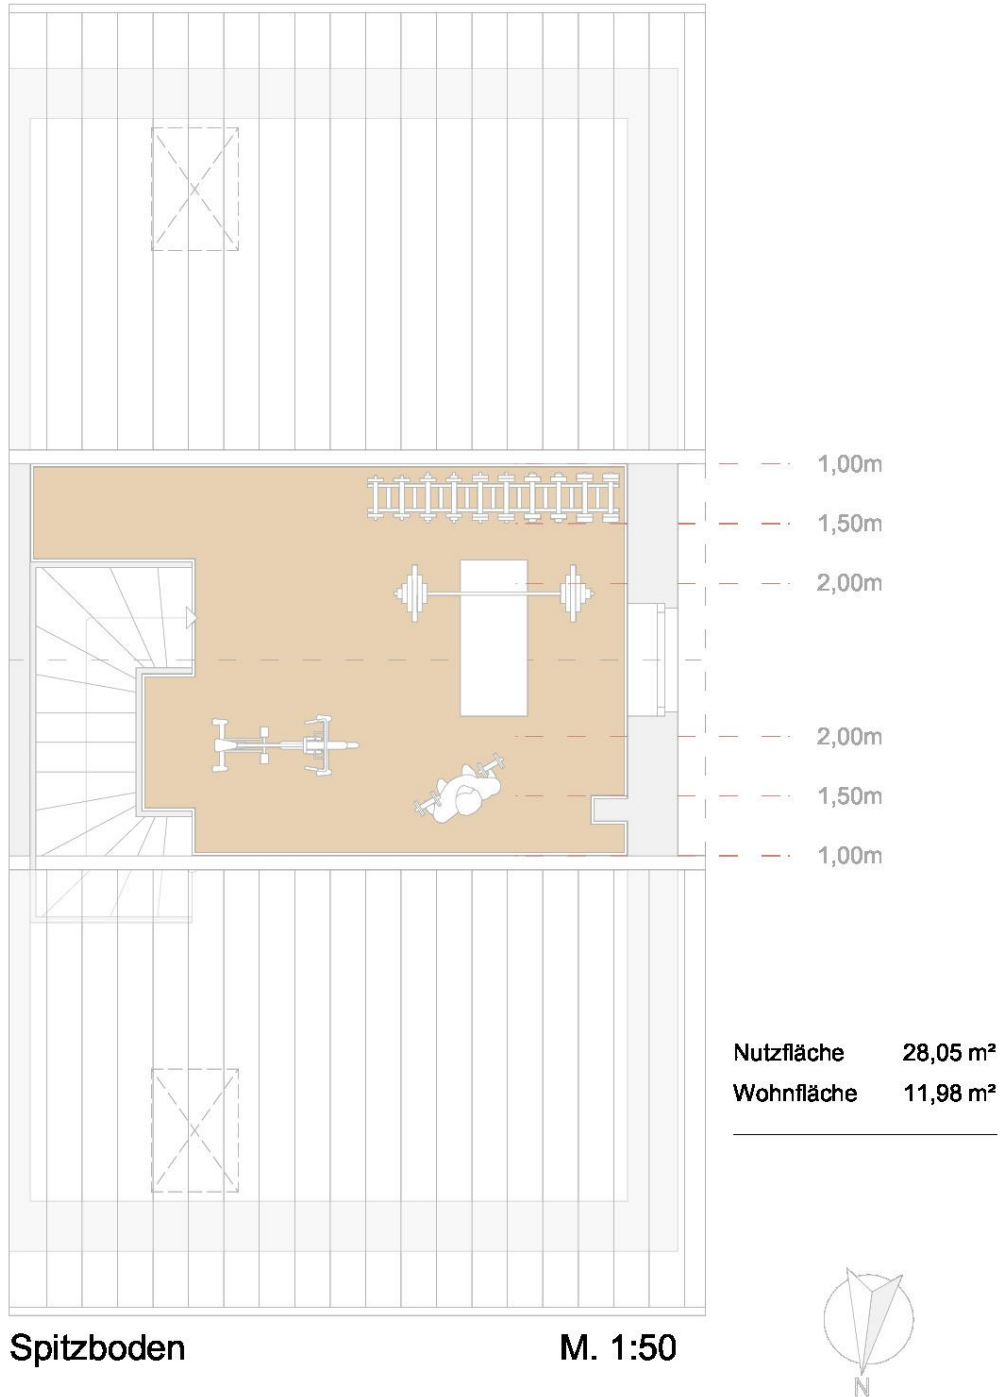 1,00m
1,50m
2,00m
2,00m
1,50m
1,00m
Nutzfläche 28,05 m²
Wohnfläche 11,98 m²
Spitzboden M. 1:50
N